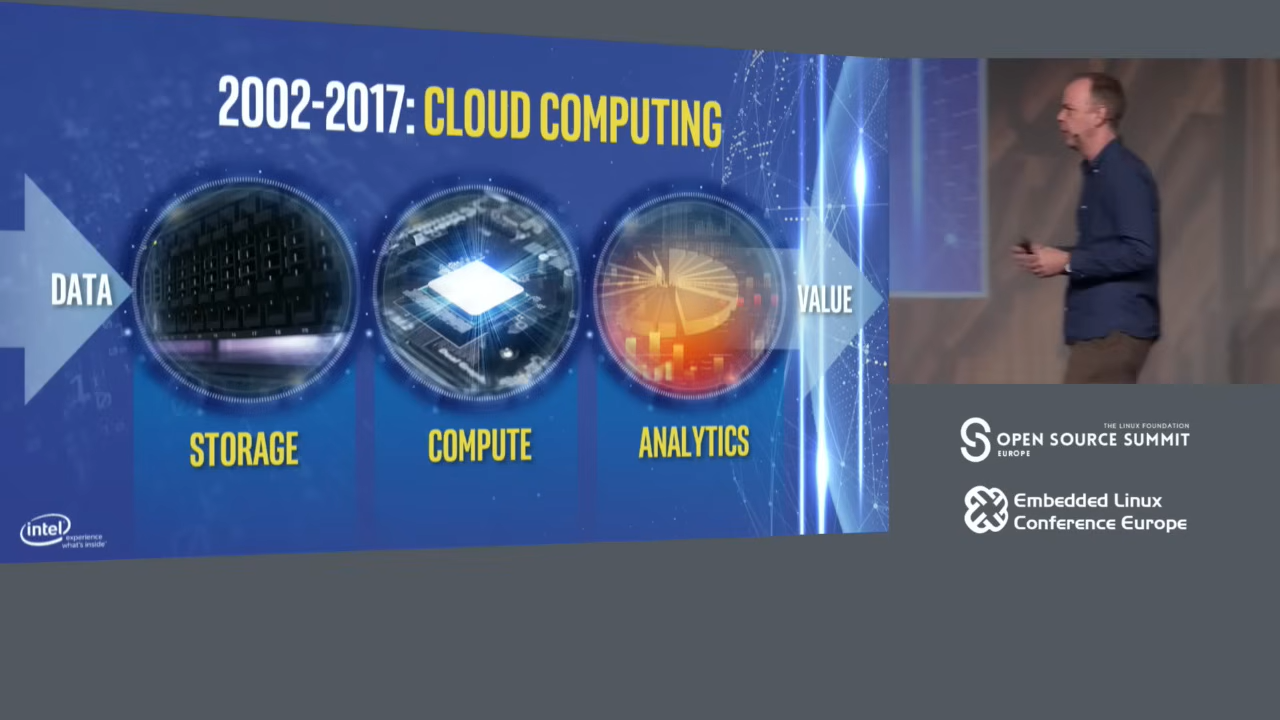 2002-2017: CLOUD COMPUTING
DATA
VALUE
STORAGE
COMPUTE
ANALYTICS
intel
experience
what's inside
THE LINUX FOUNDATION
OPEN SOURCE SUMMIT
EUROPE
Embedded Linux
Conference Europe